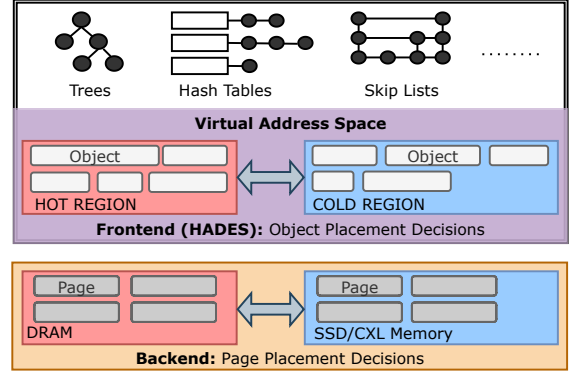 Trees
Hash Tables
Skip Lists
........
Virtual Address Space
Object
Object
HOT REGION
COLD REGION
Frontend (HADES): Object Placement Decisions
Page
Page
DRAM
SSD/CXL Memory
Backend: Page Placement Decisions